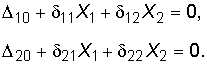 Δ₁₀ + δ₁₁X₁ + δ₁₂X₂ = 0,
Δ₂₀ + δ₂₁X₁ + δ₂₂X₂ = 0.